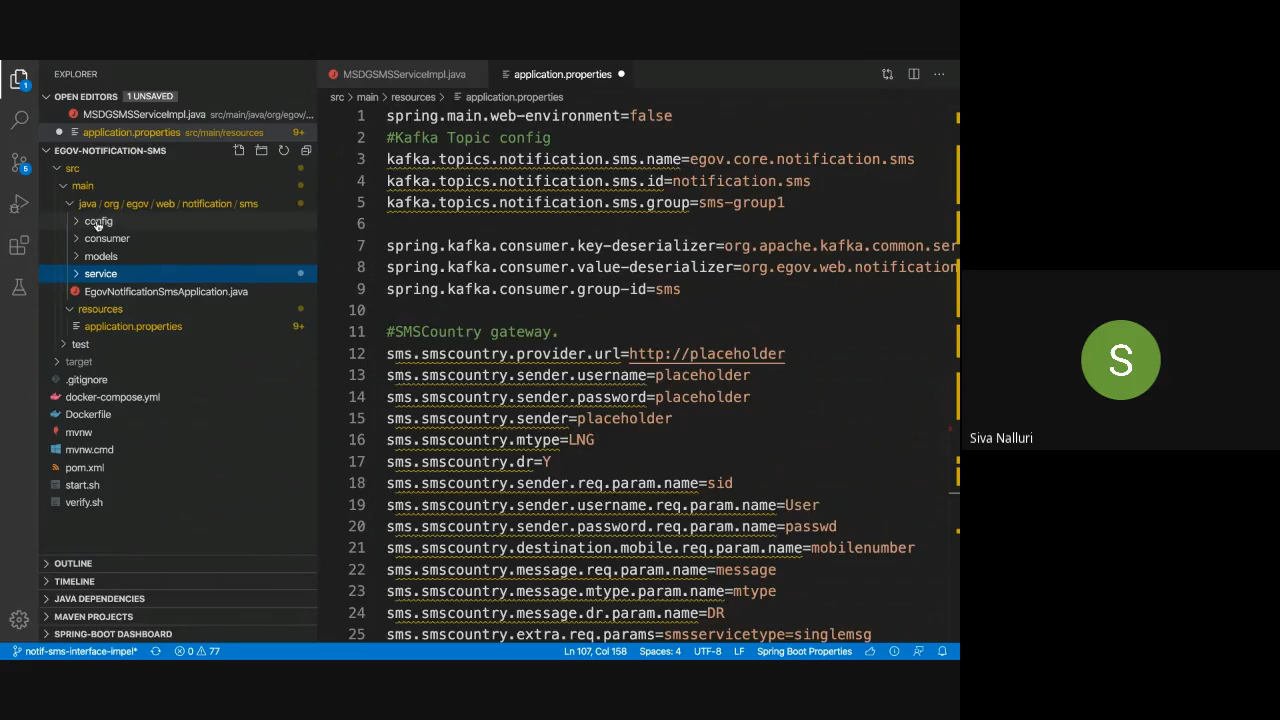 EXPLORER
OPEN EDITORS 1 UNSAVED
MSDGSMSServiceImpl.java src/main/java/org/egov/...
application.properties src/main/resources 9+
EGOV-NOTIFICATION-SMS
src
main
java / org / egov / web / notification / sms
config
consumer
models
service
EgovNotificationSmsApplication.java
resources
application.properties 9+
test
target
.gitignore
docker-compose.yml
Dockerfile
mvnw
mvnw.cmd
pom.xml
start.sh
verify.sh
OUTLINE
TIMELINE
JAVA DEPENDENCIES
MAVEN PROJECTS
SPRING-BOOT DASHBOARD
1
5
MSDGSMSServiceImpl.java
application.properties
src > main > resources > application.properties
1 spring.main.web-environment=false
2 #Kafka Topic config
3 kafka.topics.notification.sms.name=egov.core.notification.sms
4 kafka.topics.notification.sms.id=notification.sms
5 kafka.topics.notification.sms.group=sms-group1
6
7 spring.kafka.consumer.key-deserializer=org.apache.kafka.common.ser
8 spring.kafka.consumer.value-deserializer=org.egov.web.notification
9 spring.kafka.consumer.group-id=sms
10
11 #SMSCountry gateway.
12 sms.smscountry.provider.url=http://placeholder
13 sms.smscountry.sender.username=placeholder
14 sms.smscountry.sender.password=placeholder
15 sms.smscountry.sender=placeholder
16 sms.smscountry.mtype=LNG
17 sms.smscountry.dr=Y
18 sms.smscountry.sender.req.param.name=sid
19 sms.smscountry.sender.username.req.param.name=User
20 sms.smscountry.sender.password.req.param.name=passwd
21 sms.smscountry.destination.mobile.req.param.name=mobilenumber
22 sms.smscountry.message.req.param.name=message
23 sms.smscountry.message.mtype.param.name=mtype
24 sms.smscountry.message.dr.param.name=DR
25 sms.smscountry.extra.req.params=smsservicetype=singlemsg
notif-sms-interface-impel* 0 77 Ln 107, Col 158 Spaces: 4 UTF-8 LF Spring Boot Properties
S
Siva Nalluri